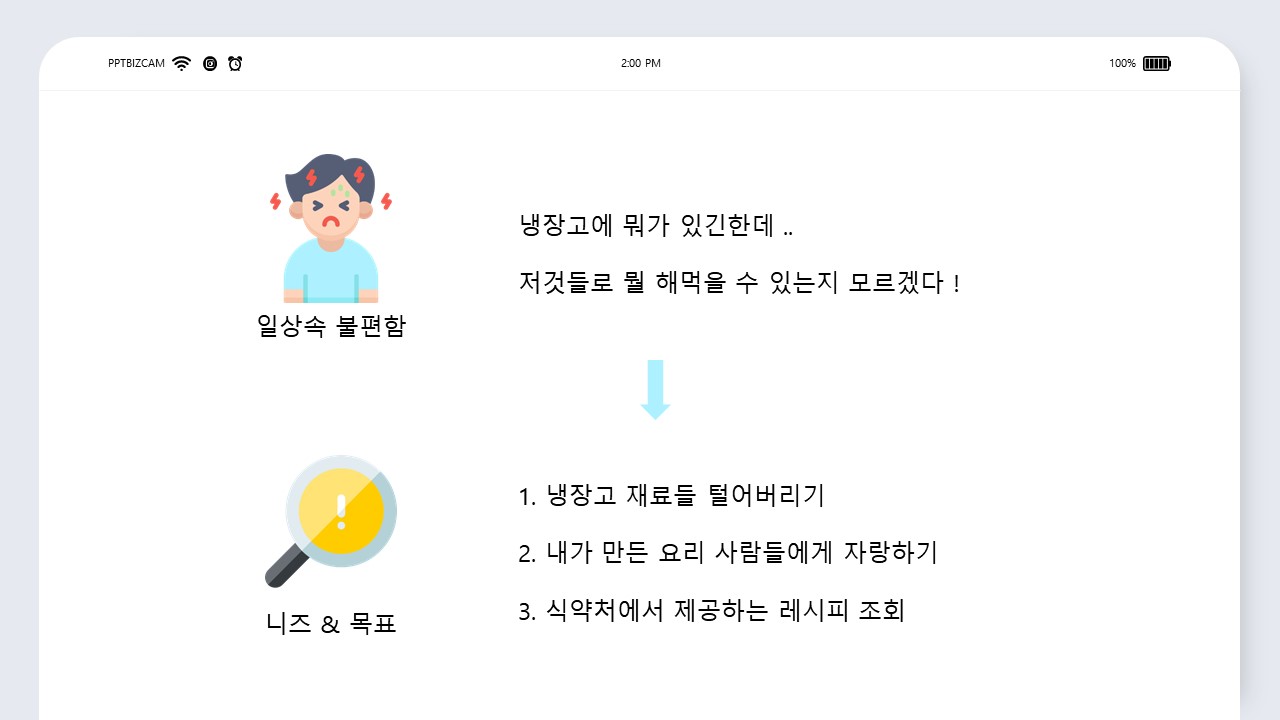 PPTBIZCAM
2:00 PM
100%
냉장고에 뭐가 있긴한데 ..
저것들로 뭘 해먹을 수 있는지 모르겠다 !
일상속 불편함
1. 냉장고 재료들 털어버리기
2. 내가 만든 요리 사람들에게 자랑하기
3. 식약처에서 제공하는 레시피 조회
니즈 & 목표